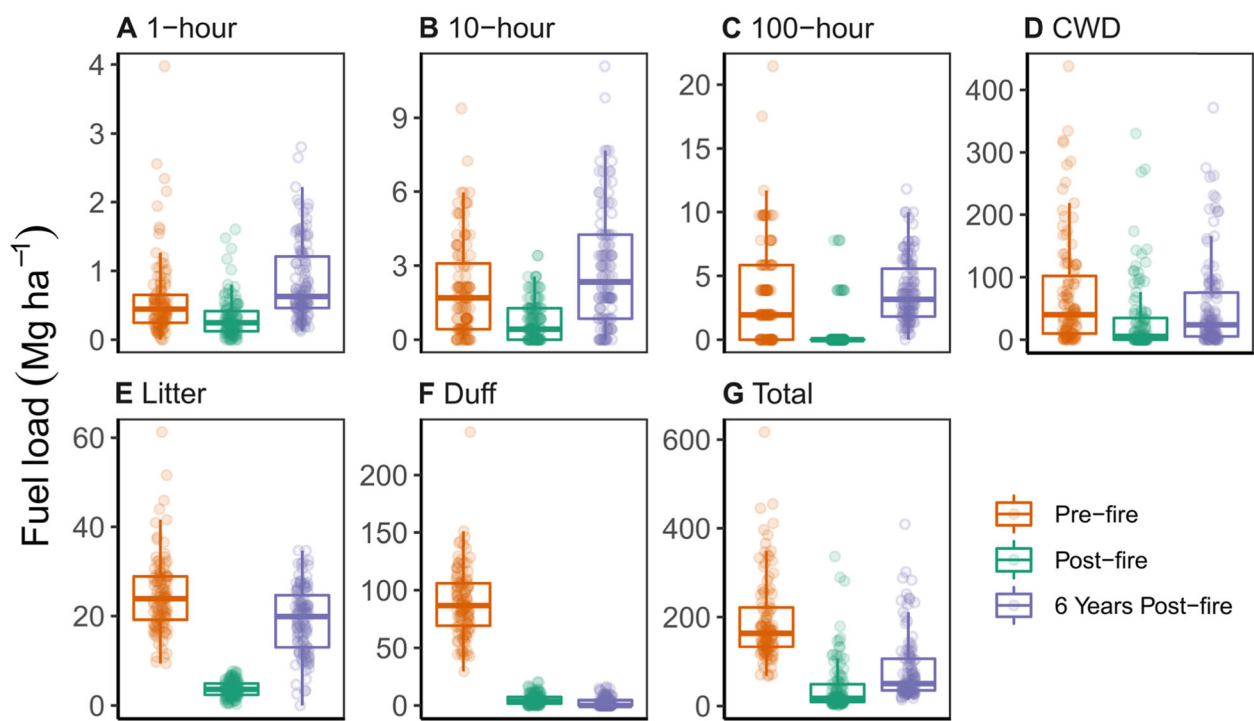 A 1−hour
B 10−hour
C 100−hour
D CWD
4
3
2
1
0
9
6
3
0
20
15
10
5
0
400
300
200
100
0
Fuel load (Mg ha⁻¹)
E Litter
F Duff
G Total
60
40
20
0
200
150
100
50
0
600
400
200
0
Pre−fire
Post−fire
6 Years Post−fire